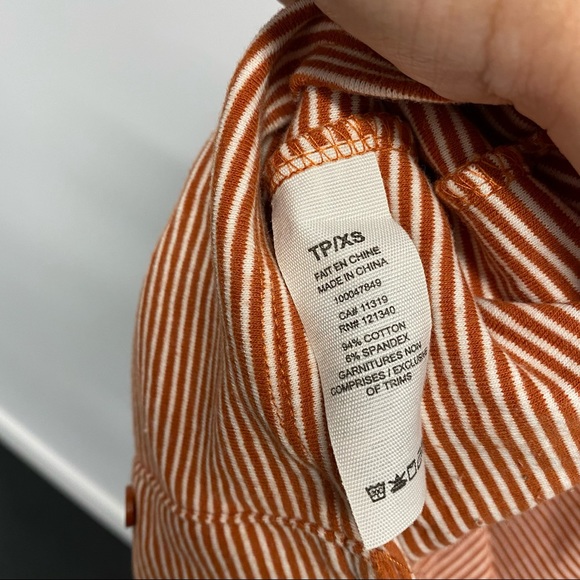 TP/XS
FAIT EN CHINE
MADE IN CHINA
100047849
CA# 11319
RN# 121340
94% COTTON
6% SPANDEX
GARNITURES NON
COMPRISES / EXCLUSIVE
OF TRIMS